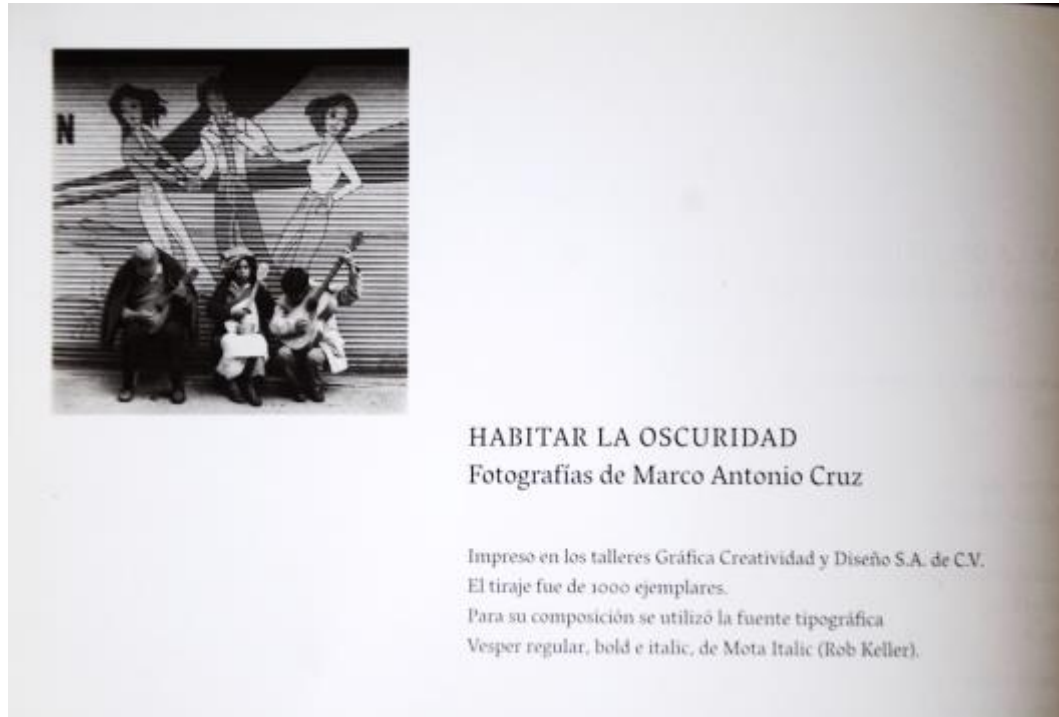 N
HABITAR LA OSCURIDAD
Fotografías de Marco Antonio Cruz
Impreso en los talleres Gráfica Creatividad y Diseño S.A. de C.V.
El tiraje fue de 1000 ejemplares.
Para su composición se utilizó la fuente tipográfica
Vesper regular, bold e italic, de Mota Italic (Rob Keller).